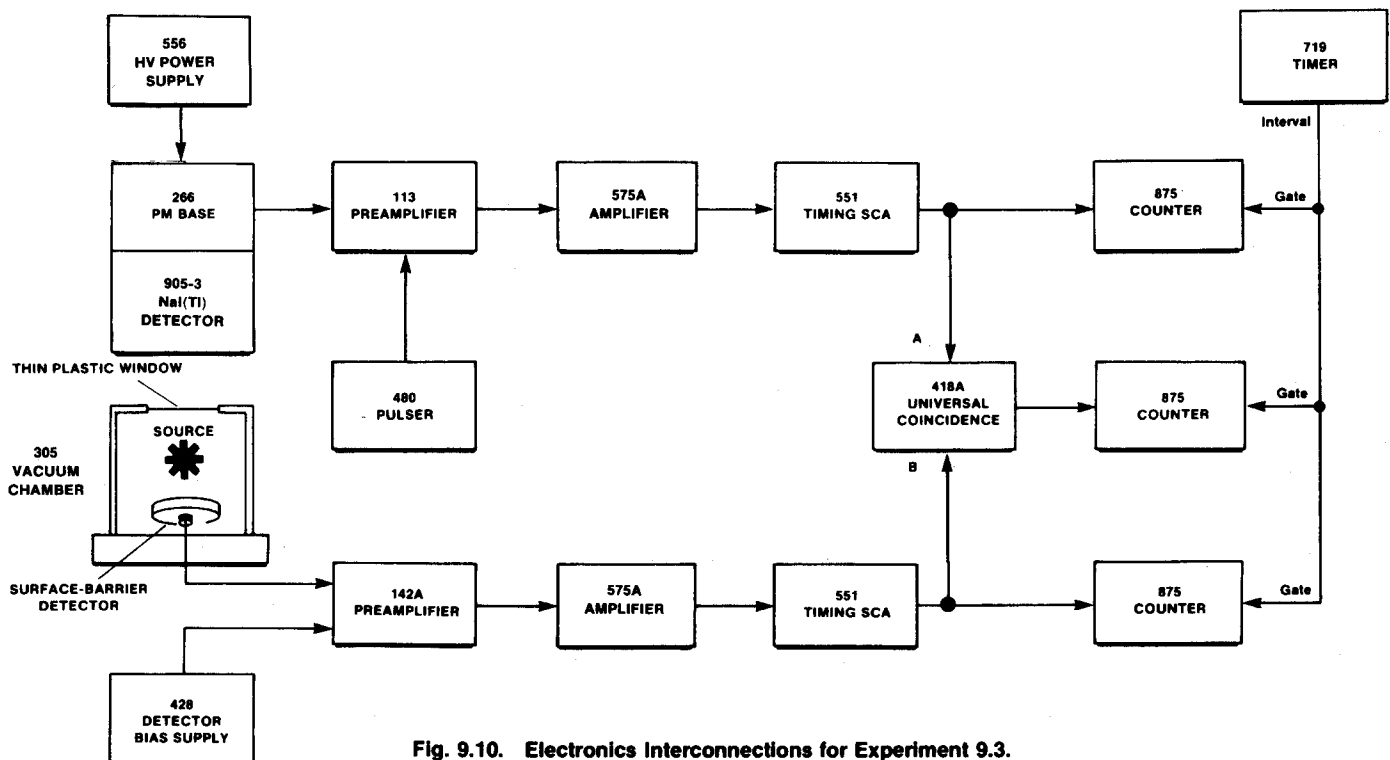 556
HV POWER
SUPPLY
719
TIMER
Interval
266
PM BASE
113
PREAMPLIFIER
575A
AMPLIFIER
551
TIMING SCA
875
COUNTER
Gate
905-3
NaI(Tl)
DETECTOR
THIN PLASTIC WINDOW
480
PULSER
A
418A
UNIVERSAL
COINCIDENCE
B
875
COUNTER
Gate
SOURCE
305
VACUUM
CHAMBER
SURFACE-BARRIER
DETECTOR
142A
PREAMPLIFIER
575A
AMPLIFIER
551
TIMING SCA
875
COUNTER
Gate
428
DETECTOR
BIAS SUPPLY
Fig. 9.10. Electronics Interconnections for Experiment 9.3.